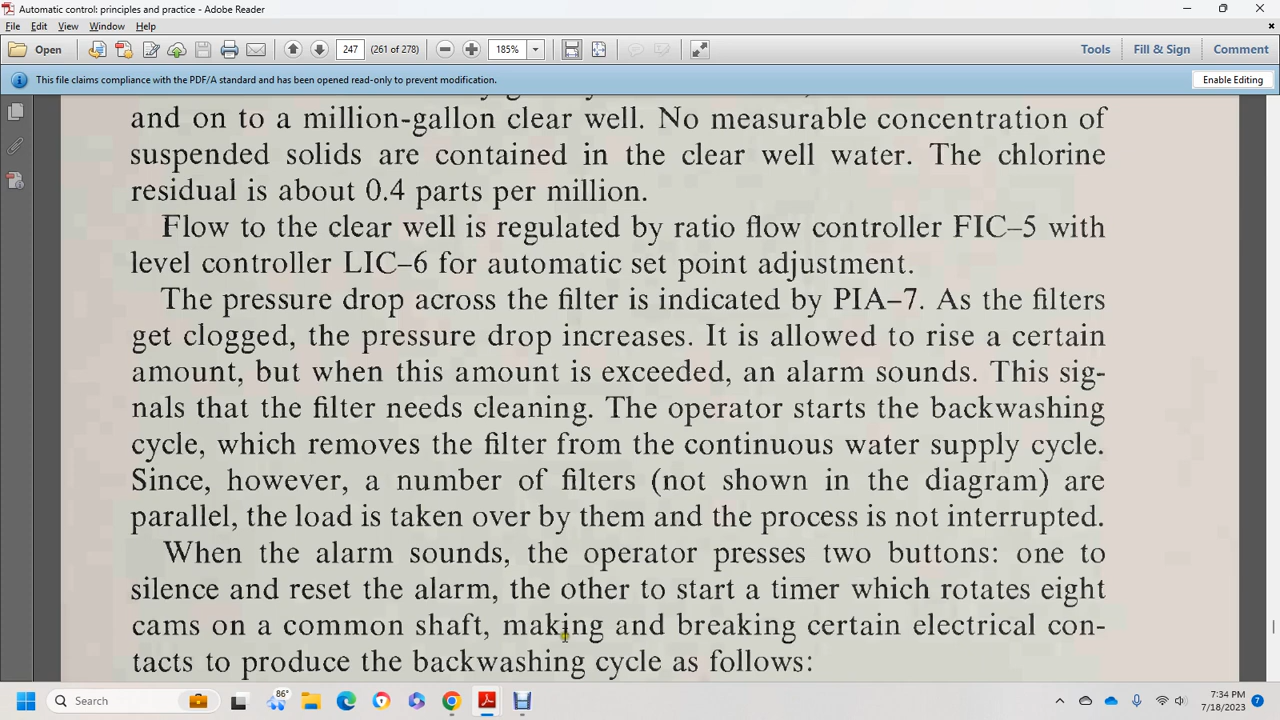 Automatic control: principles and practice - Adobe Reader
File Edit View Window Help
Open 247 (261 of 278) 185% Tools Fill & Sign Comment
This file claims compliance with the PDF/A standard and has been opened read-only to prevent modification. Enable Editing
and on to a million-gallon clear well. No measurable concentration of
suspended solids are contained in the clear well water. The chlorine
residual is about 0.4 parts per million.
Flow to the clear well is regulated by ratio flow controller FIC–5 with
level controller LIC–6 for automatic set point adjustment.
The pressure drop across the filter is indicated by PIA–7. As the filters
get clogged, the pressure drop increases. It is allowed to rise a certain
amount, but when this amount is exceeded, an alarm sounds. This sig-
nals that the filter needs cleaning. The operator starts the backwashing
cycle, which removes the filter from the continuous water supply cycle.
Since, however, a number of filters (not shown in the diagram) are
parallel, the load is taken over by them and the process is not interrupted.
When the alarm sounds, the operator presses two buttons: one to
silence and reset the alarm, the other to start a timer which rotates eight
cams on a common shaft, making and breaking certain electrical con-
tacts to produce the backwashing cycle as follows:
Search 86° 7:34 PM
7/18/2023 7